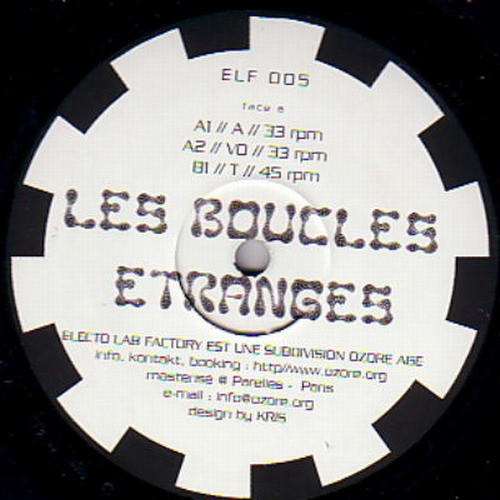 ELF 005
face a
A1 // A // 33 rpm
A2 // VO // 33 rpm
B1 // T // 45 rpm
LES BOUCLES
ETRANGES
ELECTO LAB FACTORY EST UNE SUBDIVISION OZORE AGE
info, kontakt, booking : http//www.ozore.org
masterisé @ Parelies - Paris
e-mail : info@ozore.org
design by KRIS